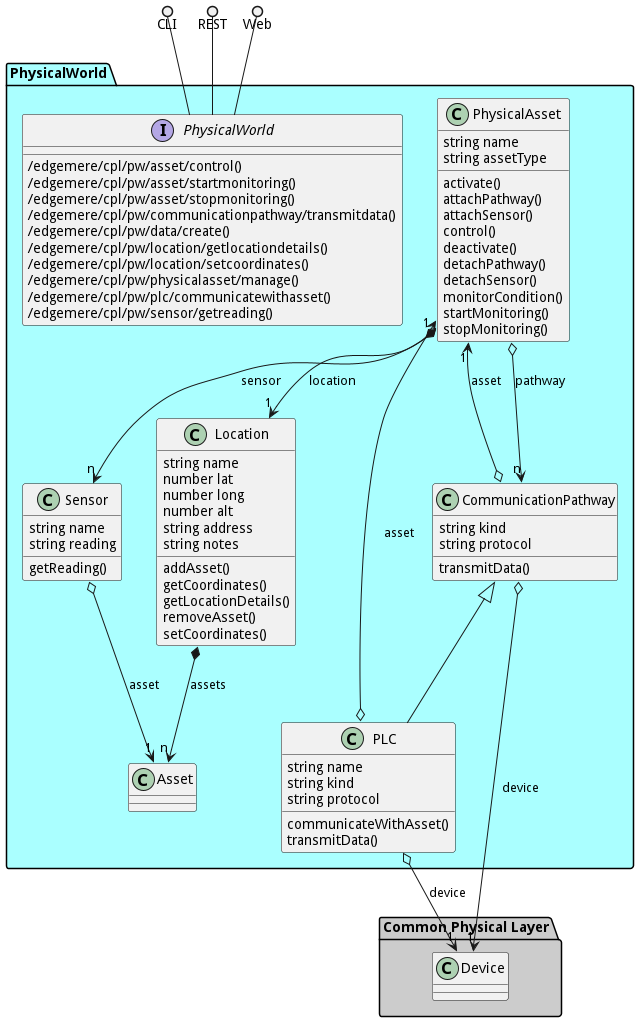 CLI
REST
Web
PhysicalWorld
I PhysicalWorld
/edgemere/cpl/pw/asset/control()
/edgemere/cpl/pw/asset/startmonitoring()
/edgemere/cpl/pw/asset/stopmonitoring()
/edgemere/cpl/pw/communicationpathway/transmitdata()
/edgemere/cpl/pw/data/create()
/edgemere/cpl/pw/location/getlocationdetails()
/edgemere/cpl/pw/location/setcoordinates()
/edgemere/cpl/pw/physicalasset/manage()
/edgemere/cpl/pw/plc/communicatewithasset()
/edgemere/cpl/pw/sensor/getreading()
C PhysicalAsset
string name
string assetType
activate()
attachPathway()
attachSensor()
control()
deactivate()
detachPathway()
detachSensor()
monitorCondition()
startMonitoring()
stopMonitoring()
1
1
sensor
location
asset
pathway
1
n
n
C Location
string name
number lat
number long
number alt
string address
string notes
addAsset()
getCoordinates()
getLocationDetails()
removeAsset()
setCoordinates()
C Sensor
string name
string reading
getReading()
C CommunicationPathway
string kind
string protocol
transmitData()
asset
asset
assets
1
n
C Asset
C PLC
string name
string kind
string protocol
communicateWithAsset()
transmitData()
device
device
Common Physical Layer
1
1
C Device